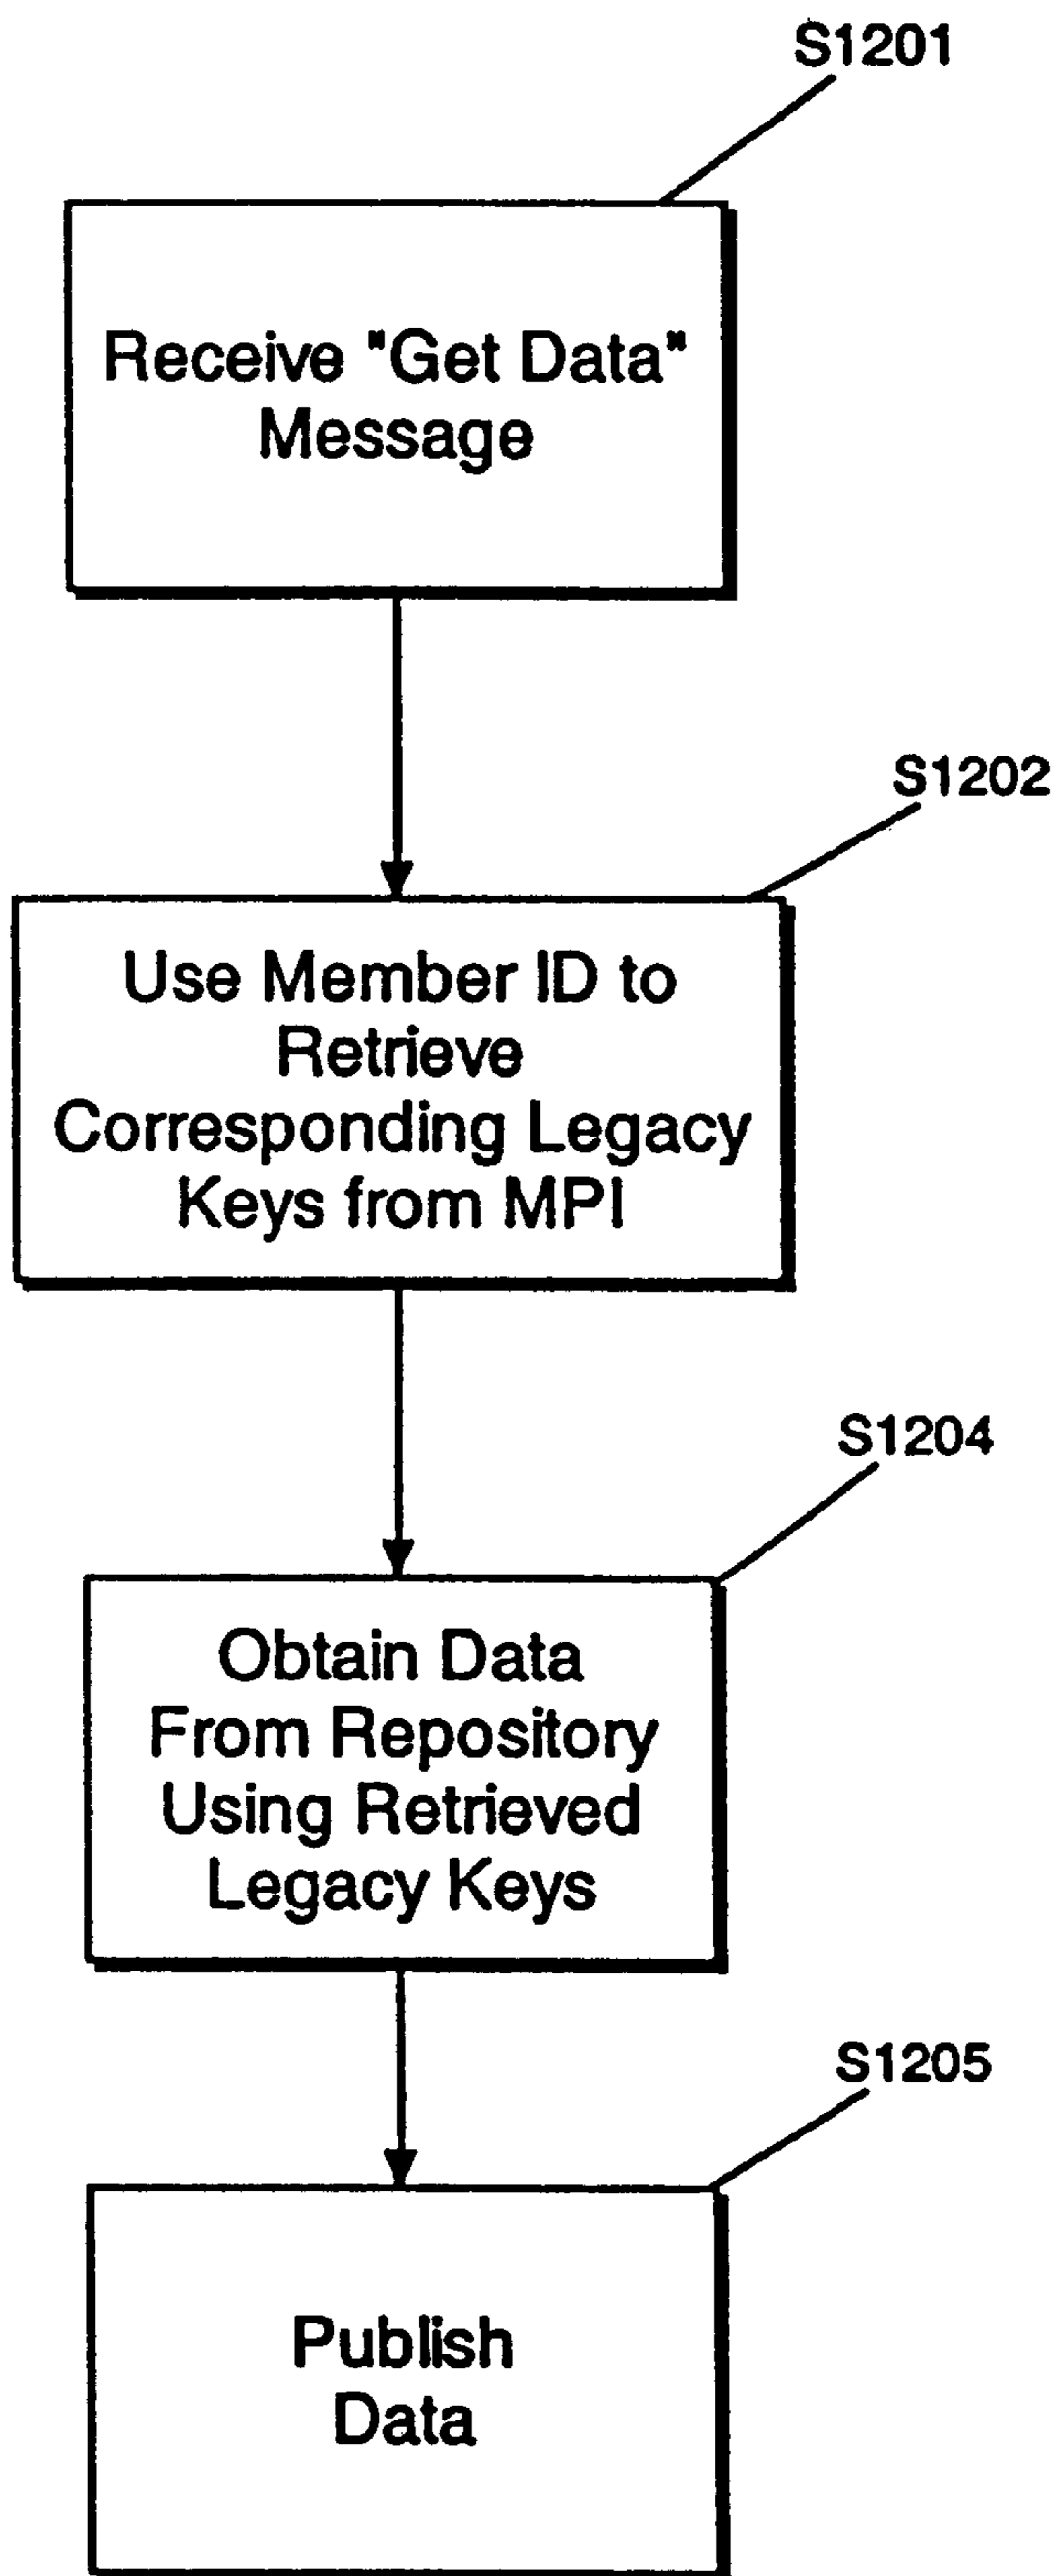 S1201
Receive "Get Data"
Message
S1202
Use Member ID to
Retrieve
Corresponding Legacy
Keys from MPI
S1204
Obtain Data
From Repository
Using Retrieved
Legacy Keys
S1205
Publish
Data